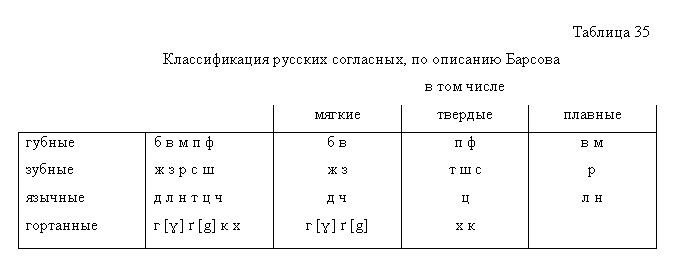 Таблица 35
Классификация русских согласных, по описанию Барсова
в том числе
мягкие твердые плавные
губные б в м п ф б в п ф в м
зубные ж з р с ш ж з т ш с р
язычные д л н т ц ч д ч ц л н
гортанные г [γ] ґ [g] к х г [γ] ґ [g] х к